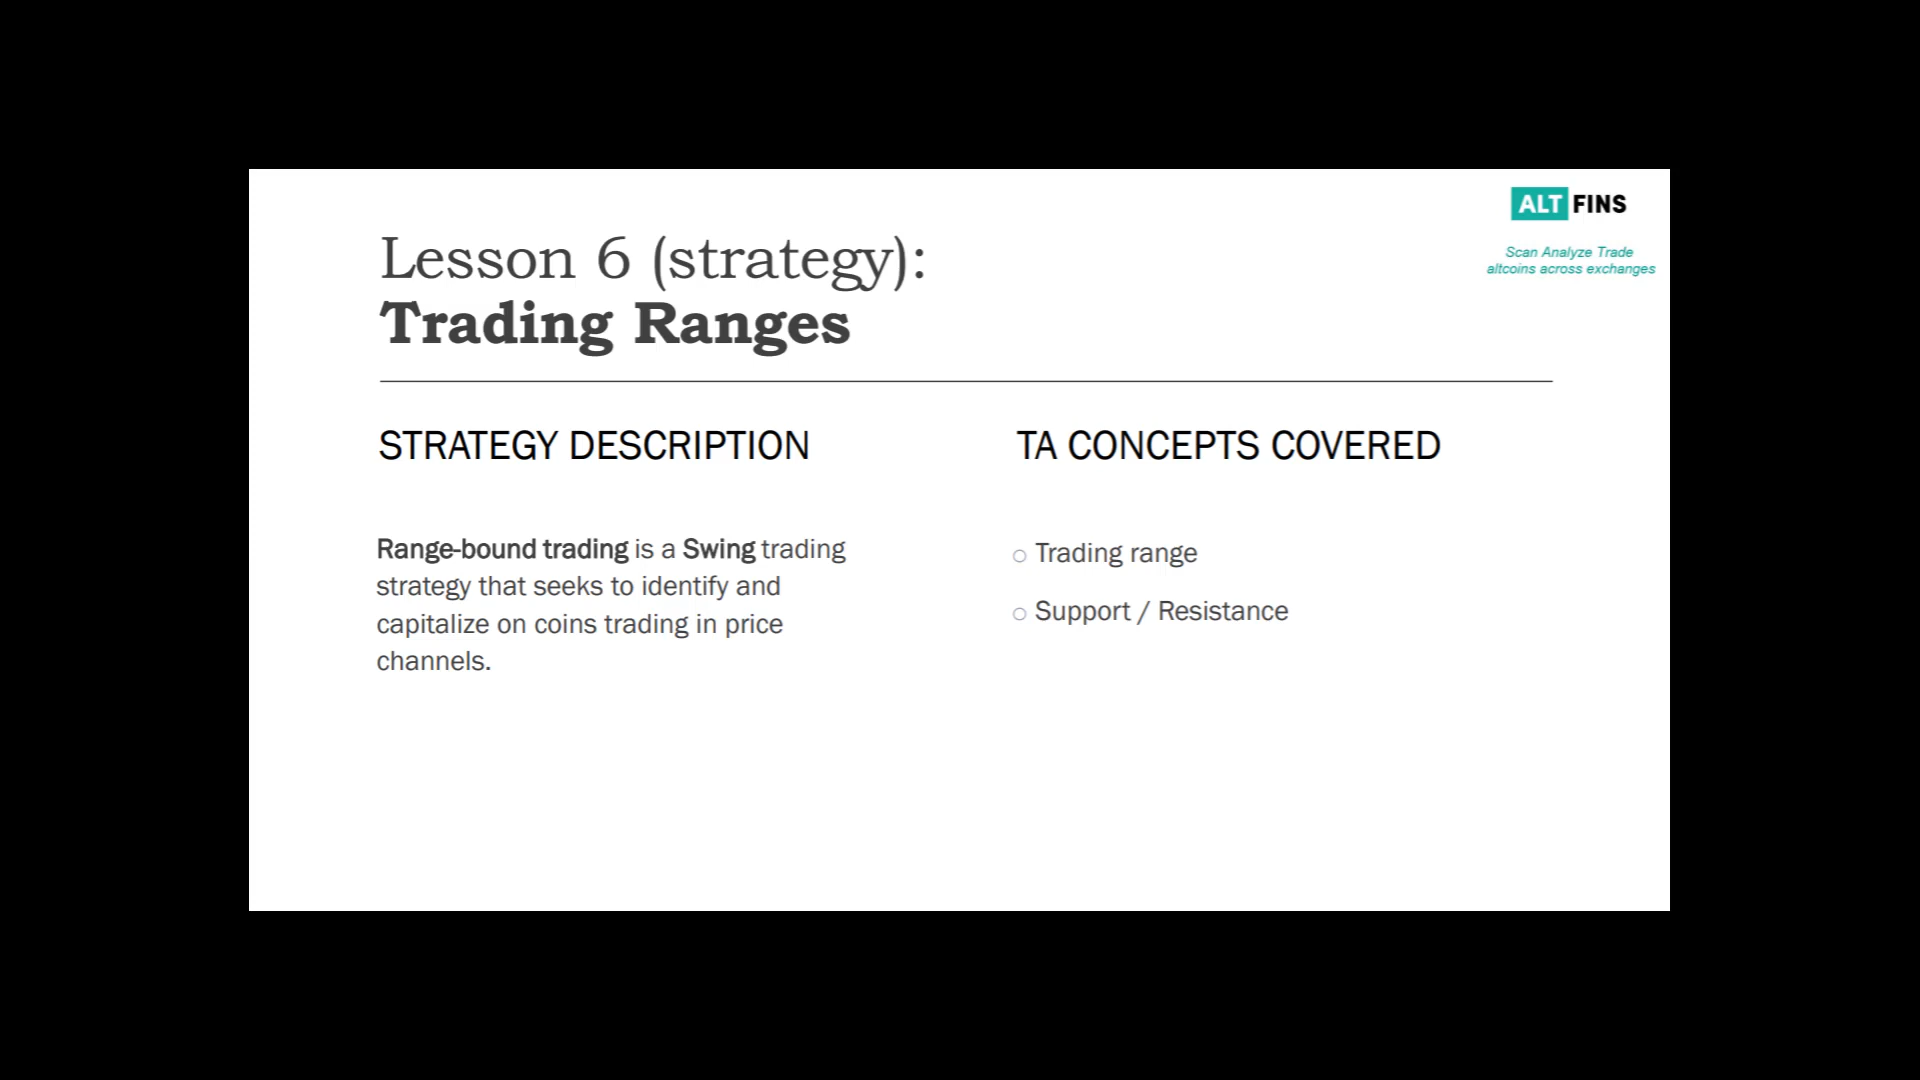 ALT FINS
Scan Analyze Trade
altcoins across exchanges
Lesson 6 (strategy):
Trading Ranges
STRATEGY DESCRIPTION
Range-bound trading is a Swing trading
strategy that seeks to identify and
capitalize on coins trading in price
channels.
TA CONCEPTS COVERED
○ Trading range
○ Support / Resistance